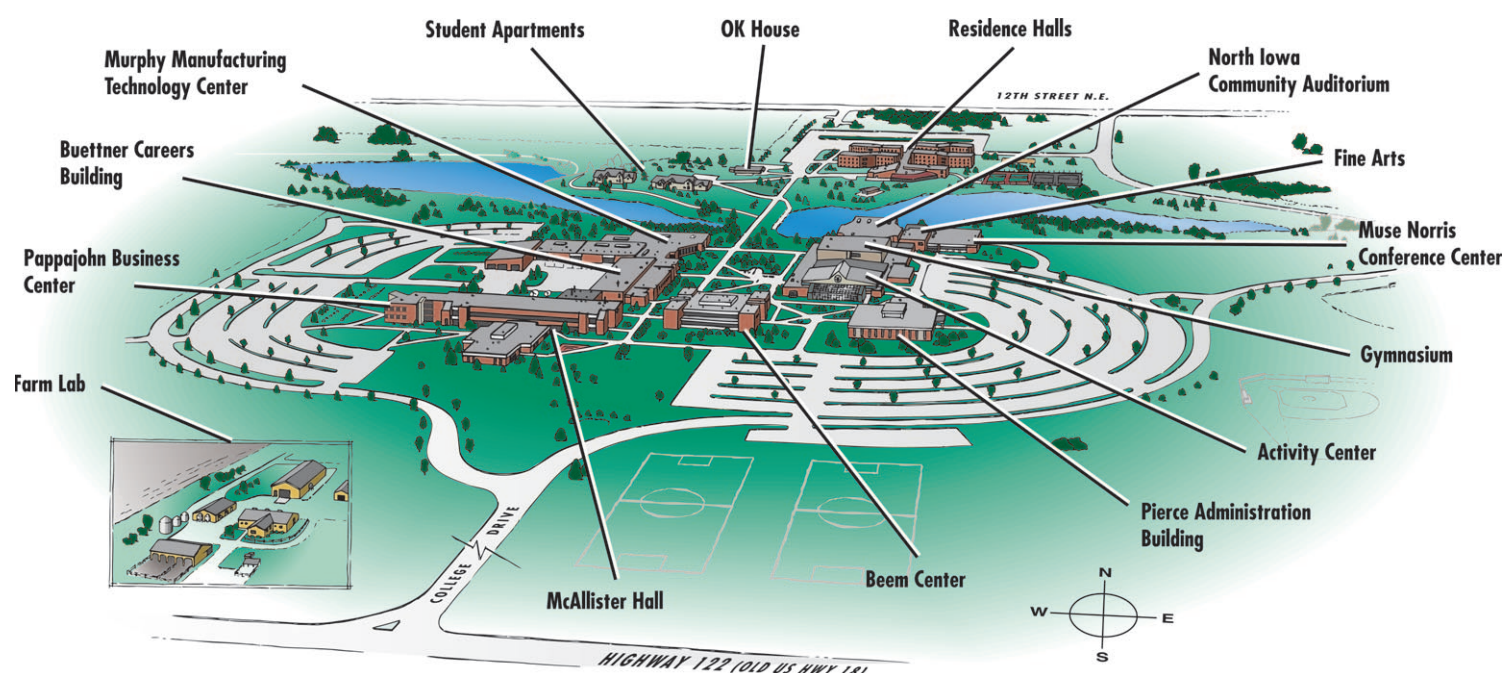 Student Apartments
OK House
Residence Halls
Murphy Manufacturing
Technology Center
North Iowa
Community Auditorium
12TH STREET N.E.
Buettner Careers
Building
Fine Arts
Pappajohn Business
Center
Muse Norris
Conference Center
Gymnasium
Farm Lab
Activity Center
Pierce Administration
Building
COLLEGE DRIVE
Beem Center
McAllister Hall
N
W
E
S
HIGHWAY 122 (OLD US HWY 18)